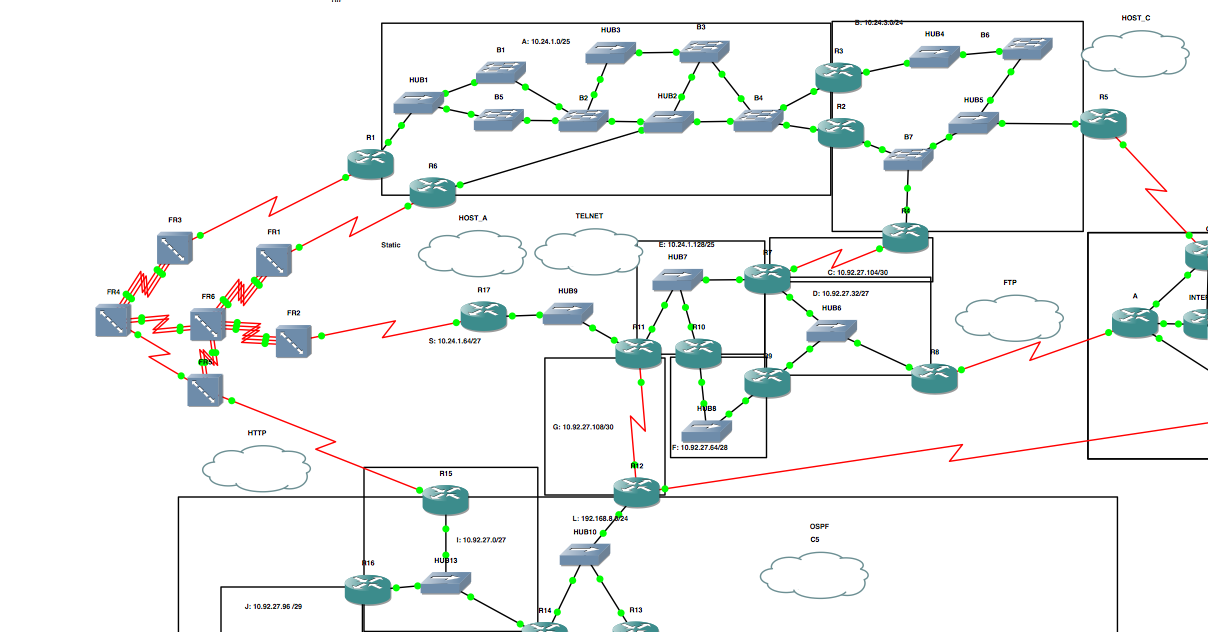 HOST_C
B: 10.24.3.0/24
HUB3
B3
HUB4
B6
A: 10.24.1.0/25
B1
R3
HUB1
B5
B2
HUB2
B4
R2
HUB5
R5
R1
B7
R6
R4
FR3
HOST_A
TELNET
FR1
Static
E: 10.24.1.128/25
HUB7
R7
C: 10.92.27.104/30
FTP
FR4
FR6
R17
HUB9
D: 10.92.27.32/27
A
HUB6
FR2
R11
R10
S: 10.24.1.64/27
R9
R8
HUB8
HTTP
G: 10.92.27.108/30
F: 10.92.27.64/28
R15
R12
L: 192.168.8.0/24
OSPF
HUB10
C5
I: 10.92.27.0/27
R16
HUB13
J: 10.92.27.96 /29
R14
R13